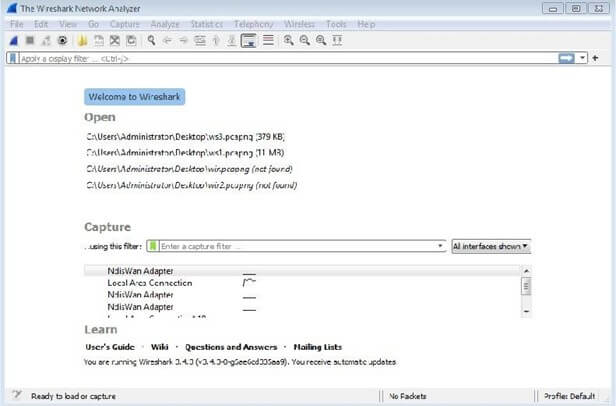 The Wireshark Network Analyzer
File Edit View Go Capture Analyze Statistics Telephony Wireless Tools Help
Apply a display filter ... <Ctrl-/>
Welcome to Wireshark
Open
C:\Users\Administrator\Desktop\ws3.pcapng (379 KB)
C:\Users\Administrator\Desktop\ws1.pcapng (11 MB)
C:\Users\Administrator\Desktop\wir.pcapng (not found)
C:\Users\Administrator\Desktop\wir2.pcapng (not found)
Capture
...using this filter: Enter a capture filter ... All interfaces shown
NdisWan Adapter
Local Area Connection
NdisWan Adapter
NdisWan Adapter
Learn
User's Guide · Wiki · Questions and Answers · Mailing Lists
You are running Wireshark 3.4.3 You receive automatic updates.
Ready to load or capture No Packets Profile: Default